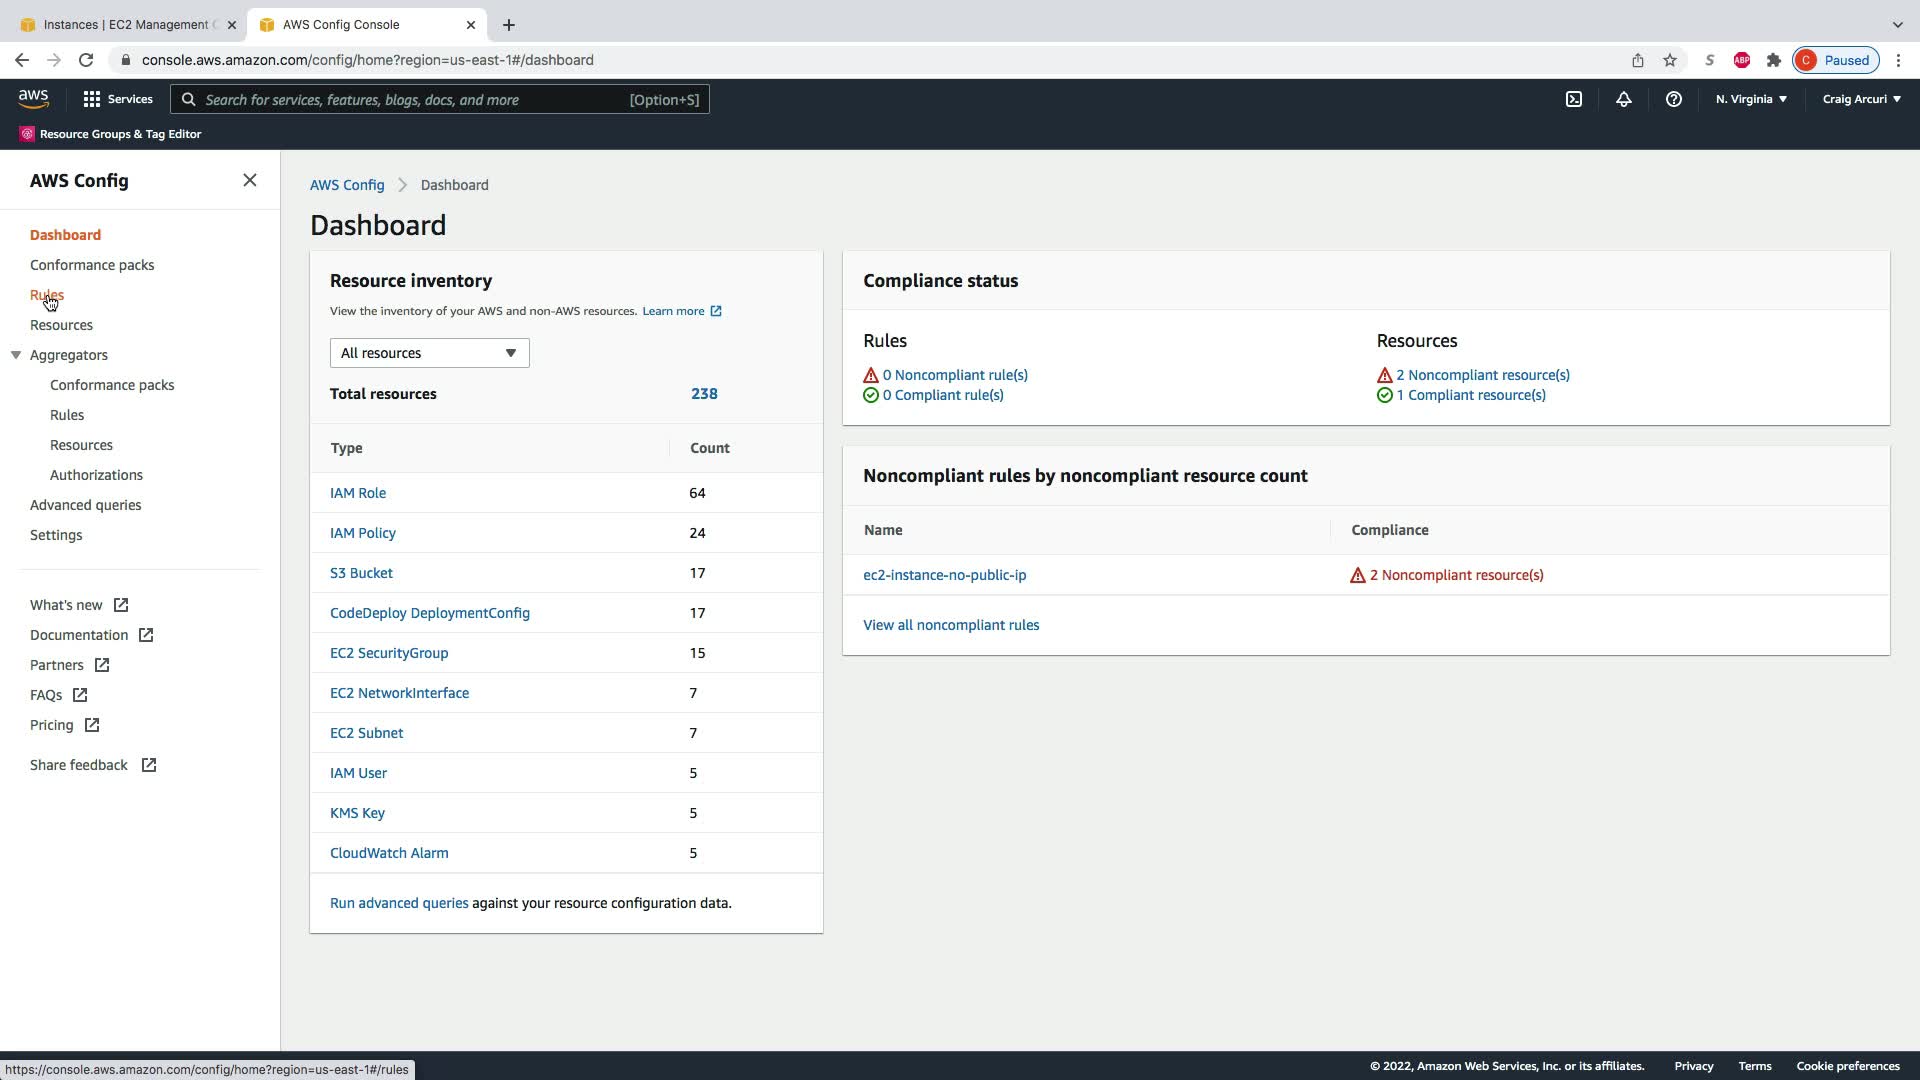 Instances | EC2 Management C
AWS Config Console
console.aws.amazon.com/config/home?region=us-east-1#/dashboard
S
ABP
C Paused
aws
Services
Search for services, features, blogs, docs, and more [Option+S]
N. Virginia
Craig Arcuri
Resource Groups & Tag Editor
AWS Config
Dashboard
Conformance packs
Rules
Resources
Aggregators
Conformance packs
Rules
Resources
Authorizations
Advanced queries
Settings
What's new
Documentation
Partners
FAQs
Pricing
Share feedback
AWS Config > Dashboard
Dashboard
Resource inventory
View the inventory of your AWS and non-AWS resources. Learn more
All resources
Total resources 238
Type Count
IAM Role 64
IAM Policy 24
S3 Bucket 17
CodeDeploy DeploymentConfig 17
EC2 SecurityGroup 15
EC2 NetworkInterface 7
EC2 Subnet 7
IAM User 5
KMS Key 5
CloudWatch Alarm 5
Run advanced queries against your resource configuration data.
Compliance status
Rules
0 Noncompliant rule(s)
0 Compliant rule(s)
Resources
2 Noncompliant resource(s)
1 Compliant resource(s)
Noncompliant rules by noncompliant resource count
Name Compliance
ec2-instance-no-public-ip 2 Noncompliant resource(s)
View all noncompliant rules
https://console.aws.amazon.com/config/home?region=us-east-1#/rules
© 2022, Amazon Web Services, Inc. or its affiliates. Privacy Terms Cookie preferences